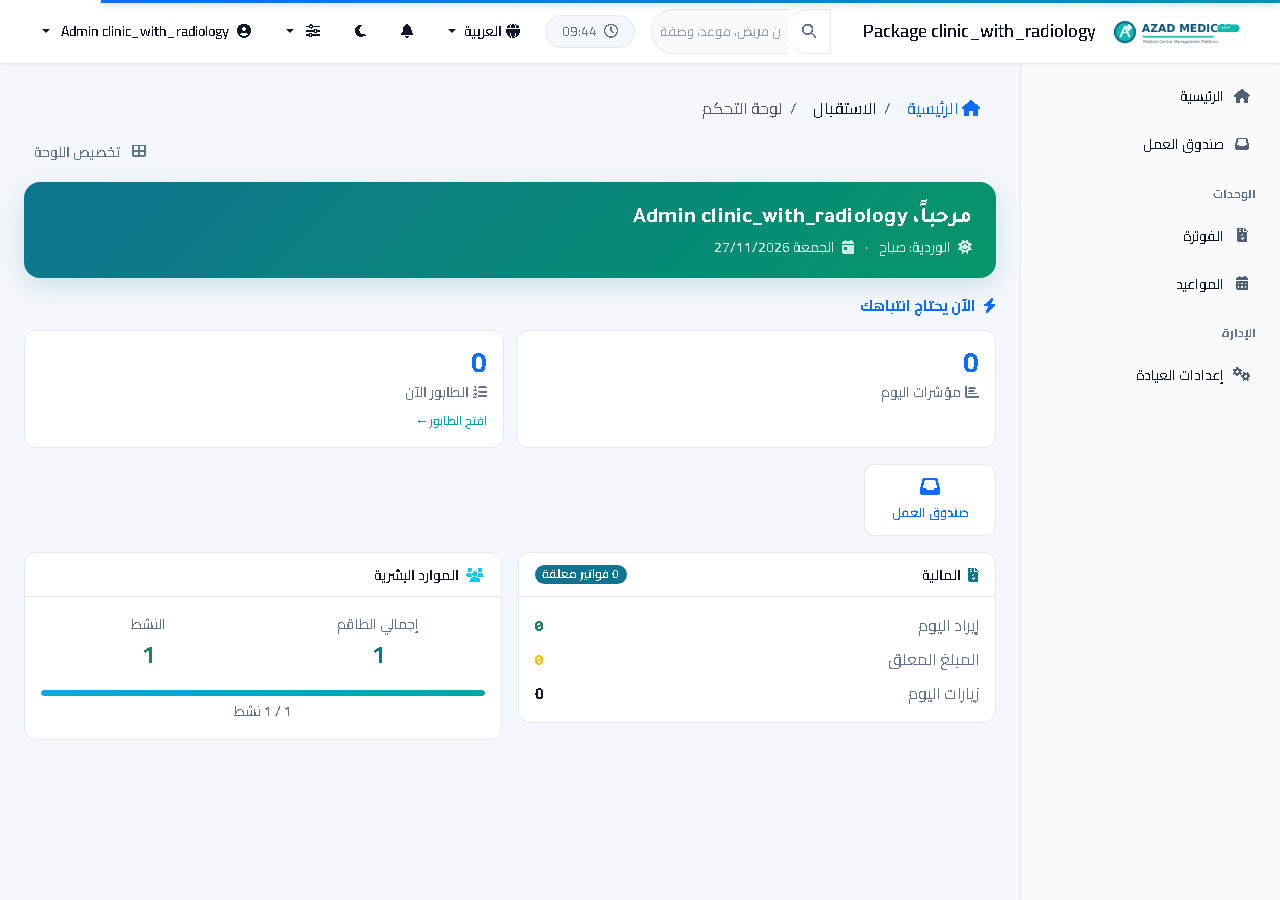 AZAD MEDICAL
Medical Centre Management Platform
Package clinic_with_radiology
ن مريض، موعد، وصفة
09:44
العربية
Admin clinic_with_radiology
الرئيسية
صندوق العمل
الوحدات
الفوترة
المواعيد
الإدارة
إعدادات العيادة
الرئيسية / الاستقبال / لوحة التحكم
تخصيص اللوحة
مرحباً، Admin clinic_with_radiology
الوردية: صباح · الجمعة 27/11/2026
الآن يحتاج انتباهك
0
مؤشرات اليوم
0
الطابور الآن
افتح الطابور ←
صندوق العمل
المالية
0 فواتير معلقة
إيراد اليوم 0
المبلغ المعلق 0
زيارات اليوم 0
الموارد البشرية
إجمالي الطاقم
1
النشط
1
1 / 1 نشط